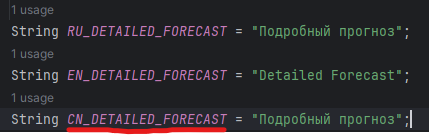 1 usage
String RU_DETAILED_FORECAST = "Подробный прогноз";
1 usage
String EN_DETAILED_FORECAST = "Detailed Forecast";
1 usage
String CN_DETAILED_FORECAST = "Подробный прогноз";